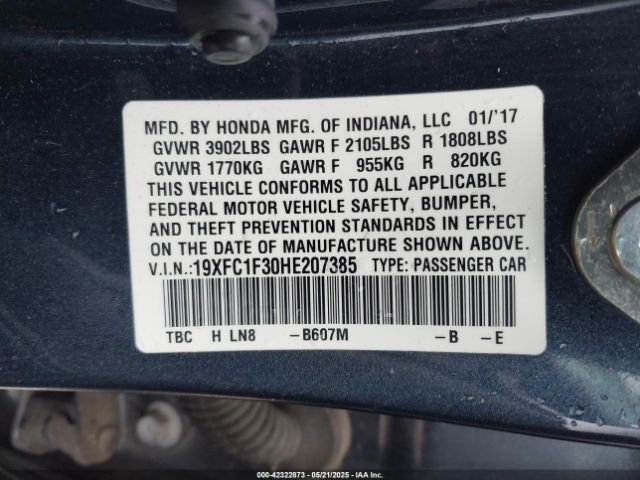 MFD. BY HONDA MFG. OF INDIANA, LLC 01/'17
GVWR 3902LBS GAWR F 2105LBS R 1808LBS
GVWR 1770KG GAWR F 955KG R 820KG
THIS VEHICLE CONFORMS TO ALL APPLICABLE
FEDERAL MOTOR VEHICLE SAFETY, BUMPER,
AND THEFT PREVENTION STANDARDS IN EFFECT
ON THE DATE OF MANUFACTURE SHOWN ABOVE.
V.I.N.:19XFC1F30HE207385 TYPE: PASSENGER CAR
TBC H LN8 –B607M –B –E
000-42322873 - 05/21/2025 - IAA Inc.